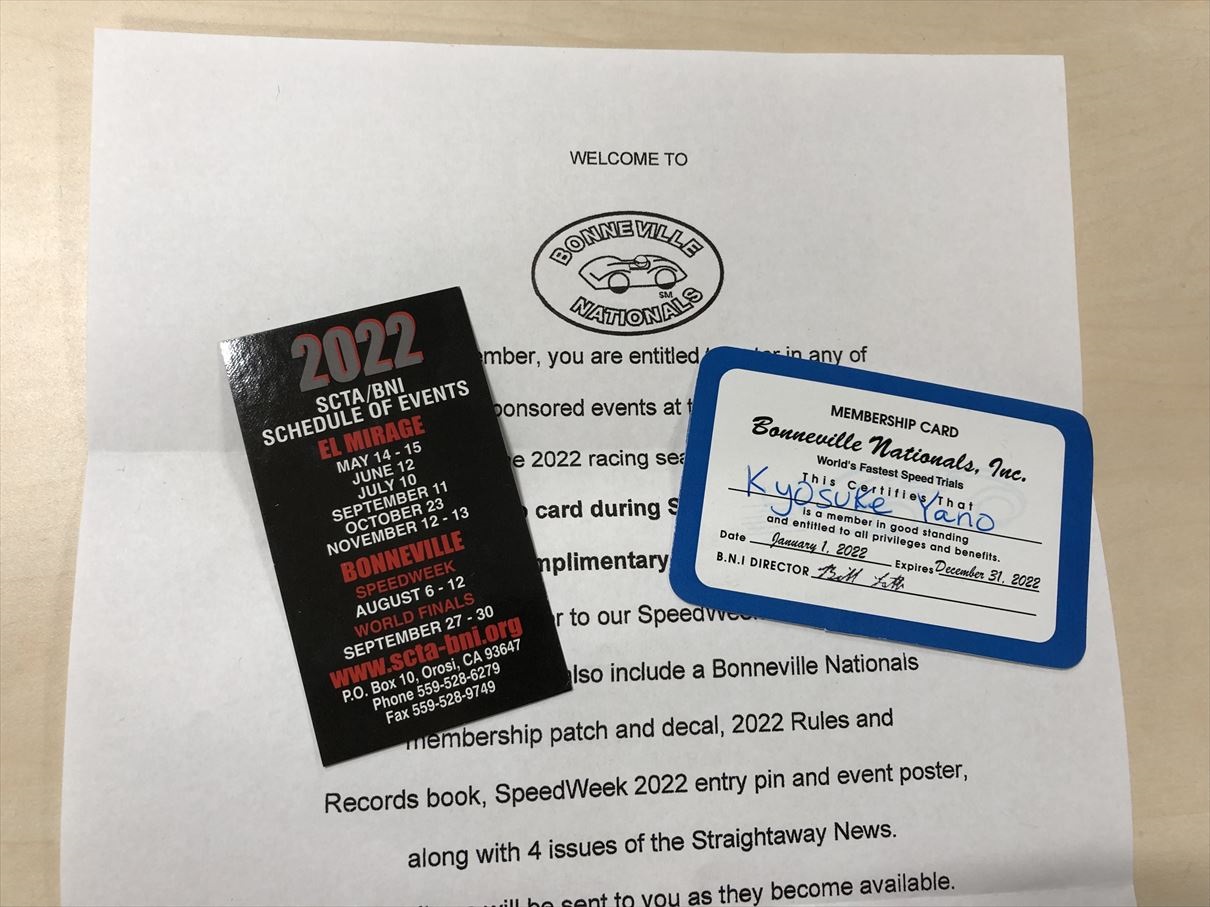 WELCOME TO
BONNEVILLE
SM
NATIONALS
mber, you are entitled in any of
ponsored events at
2022 racing
card during
mplimentary
r to our
also include a Bonneville Nationals
membership patch and decal, 2022 Rules and
Records book, SpeedWeek 2022 entry pin and event poster,
along with 4 issues of the Straightaway News.
will be sent to you as they become available.
2022
SCTA/BNI
SCHEDULE OF EVENTS
EL MIRAGE
MAY 14 - 15
JUNE 12
JULY 10
SEPTEMBER 11
OCTOBER 23
NOVEMBER 12 - 13
BONNEVILLE
SPEEDWEEK
AUGUST 6 - 12
WORLD FINALS
SEPTEMBER 27 - 30
www.scta-bni.org
P.O. Box 10, Orosi, CA 93647
Phone 559-528-6279
Fax 559-528-9749
MEMBERSHIP CARD
Bonneville Nationals, Inc.
World's Fastest Speed Trials
This Certifies That
Kyosuke Yano
is a member in good standing
and entitled to all privileges and benefits.
Date January 1, 2022 Expires December 31, 2022
B.N.I DIRECTOR